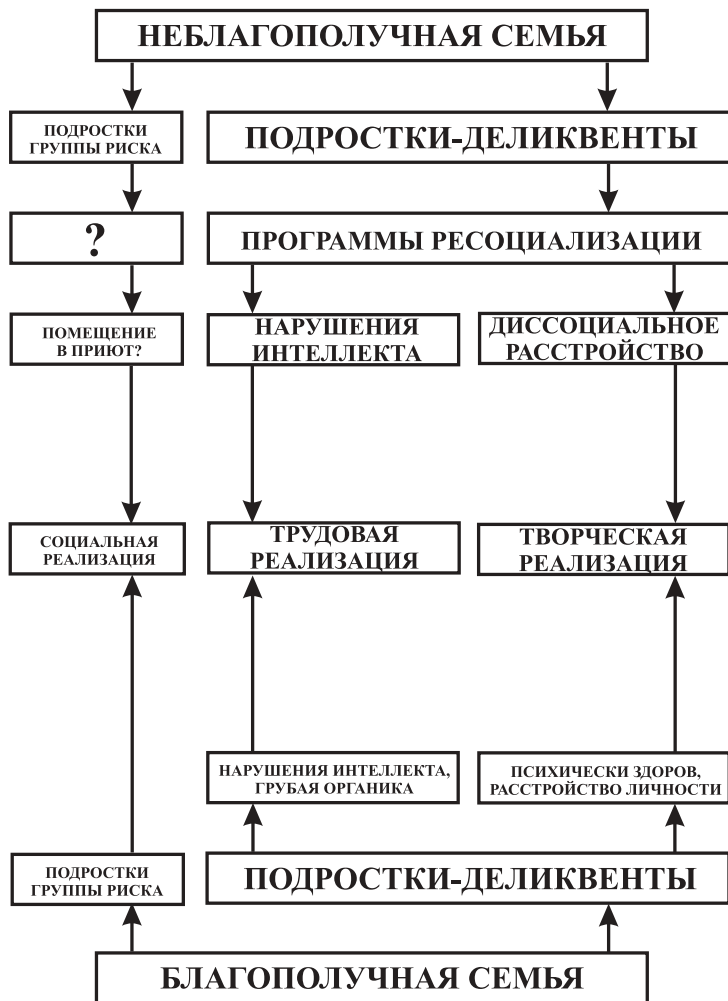 НЕБЛАГОПОЛУЧНАЯ СЕМЬЯ
ПОДРОСТКИ
ГРУППЫ РИСКА
ПОДРОСТКИ-ДЕЛИКВЕНТЫ
?
ПРОГРАММЫ РЕСОЦИАЛИЗАЦИИ
ПОМЕЩЕНИЕ
В ПРИЮТ?
НАРУШЕНИЯ
ИНТЕЛЛЕКТА
ДИССОЦИАЛЬНОЕ
РАССТРОЙСТВО
СОЦИАЛЬНАЯ
РЕАЛИЗАЦИЯ
ТРУДОВАЯ
РЕАЛИЗАЦИЯ
ТВОРЧЕСКАЯ
РЕАЛИЗАЦИЯ
НАРУШЕНИЯ ИНТЕЛЛЕКТА,
ГРУБАЯ ОРГАНИКА
ПСИХИЧЕСКИ ЗДОРОВ,
РАССТРОЙСТВО ЛИЧНОСТИ
ПОДРОСТКИ
ГРУППЫ РИСКА
ПОДРОСТКИ-ДЕЛИКВЕНТЫ
БЛАГОПОЛУЧНАЯ СЕМЬЯ